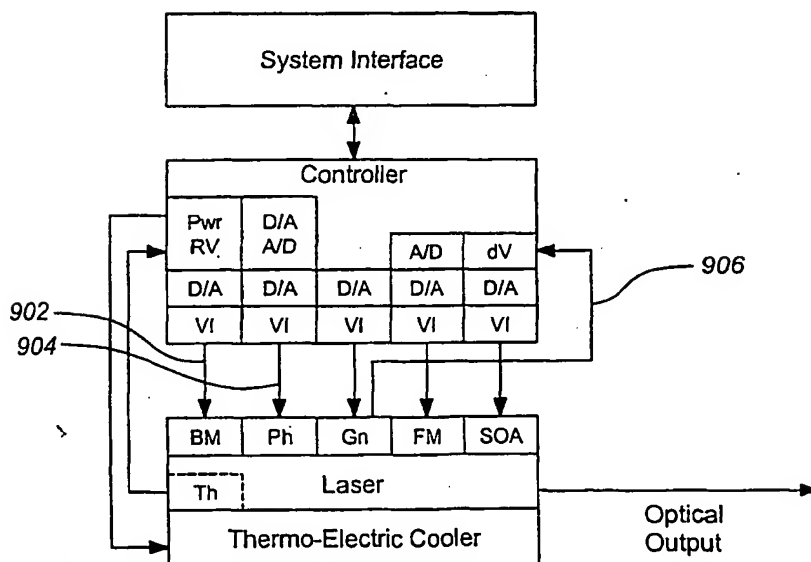 System Interface
Controller
Pwr D/A
RV A/D A/D dV
906
D/A D/A D/A D/A D/A
902
VI VI VI VI VI
904
BM Ph Gn FM SOA
Th Laser
Optical
Output
Thermo-Electric Cooler